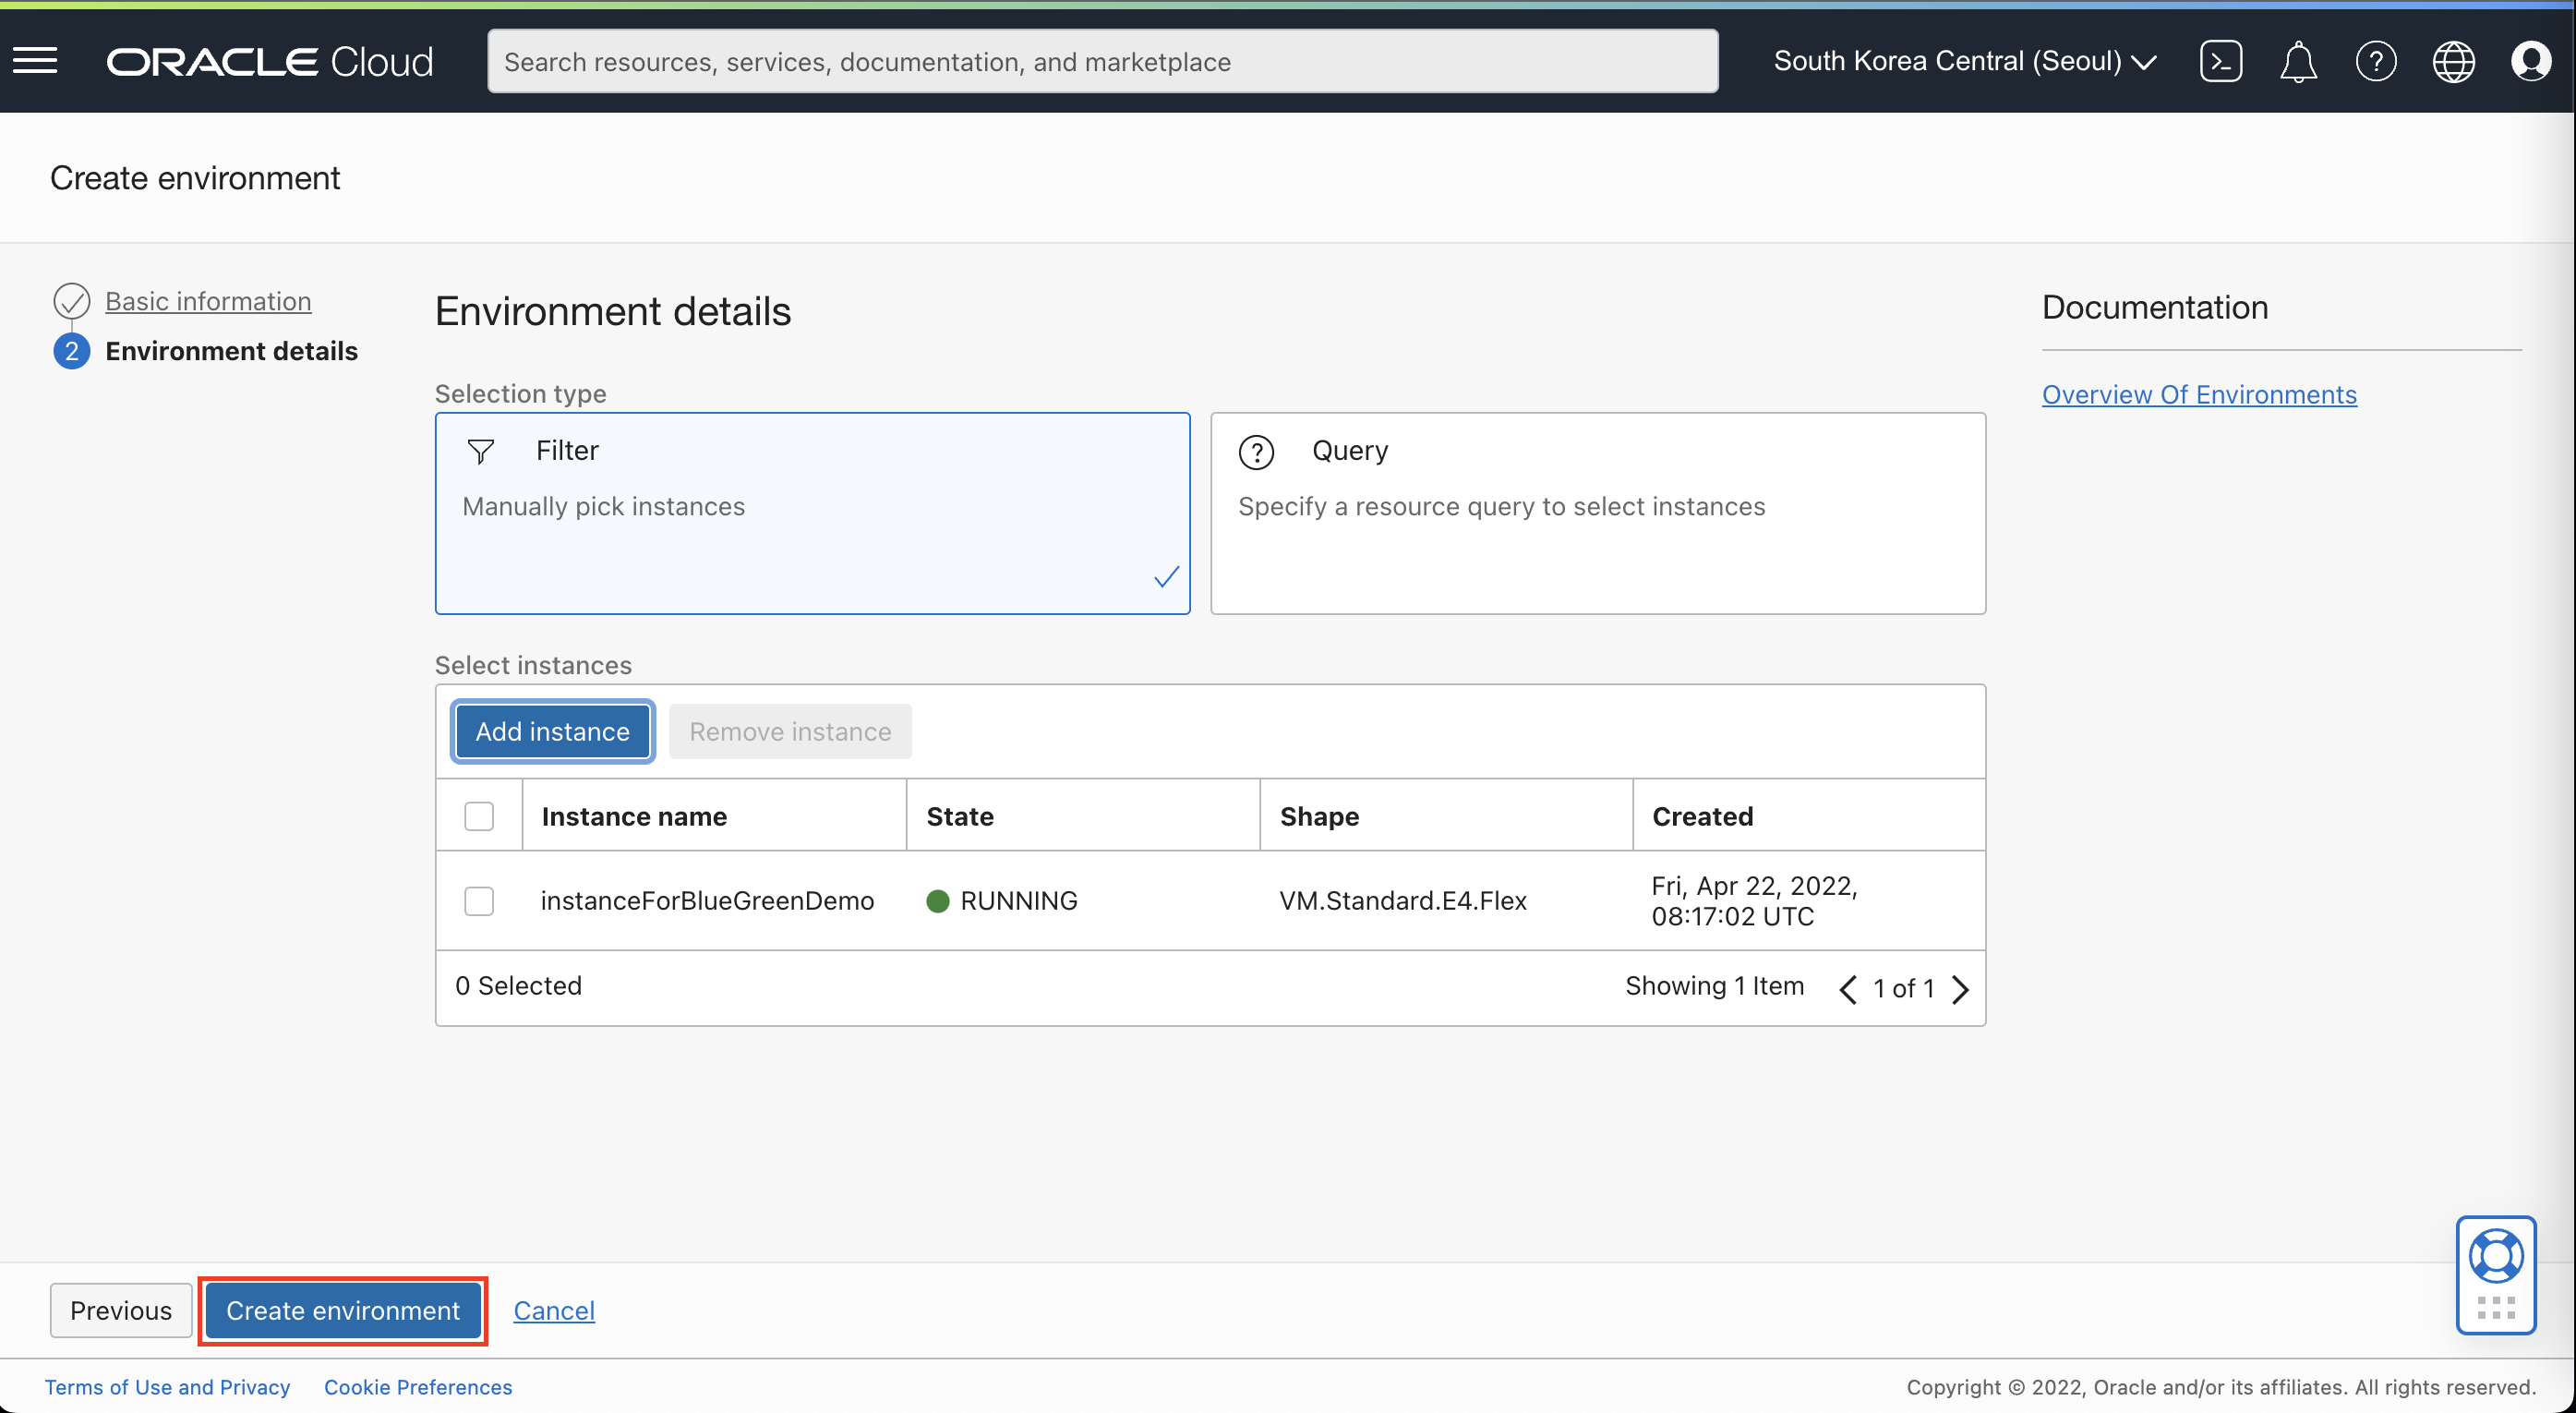 ORACLE Cloud
Search resources, services, documentation, and marketplace
South Korea Central (Seoul)
Create environment
Basic information
2 Environment details
Environment details
Selection type
Filter
Manually pick instances
Query
Specify a resource query to select instances
Select instances
Add instance
Remove instance
Instance name State Shape Created
instanceForBlueGreenDemo RUNNING VM.Standard.E4.Flex Fri, Apr 22, 2022,
08:17:02 UTC
0 Selected
Showing 1 Item
1 of 1
Documentation
Overview Of Environments
Previous
Create environment
Cancel
Terms of Use and Privacy
Cookie Preferences
Copyright © 2022, Oracle and/or its affiliates. All rights reserved.